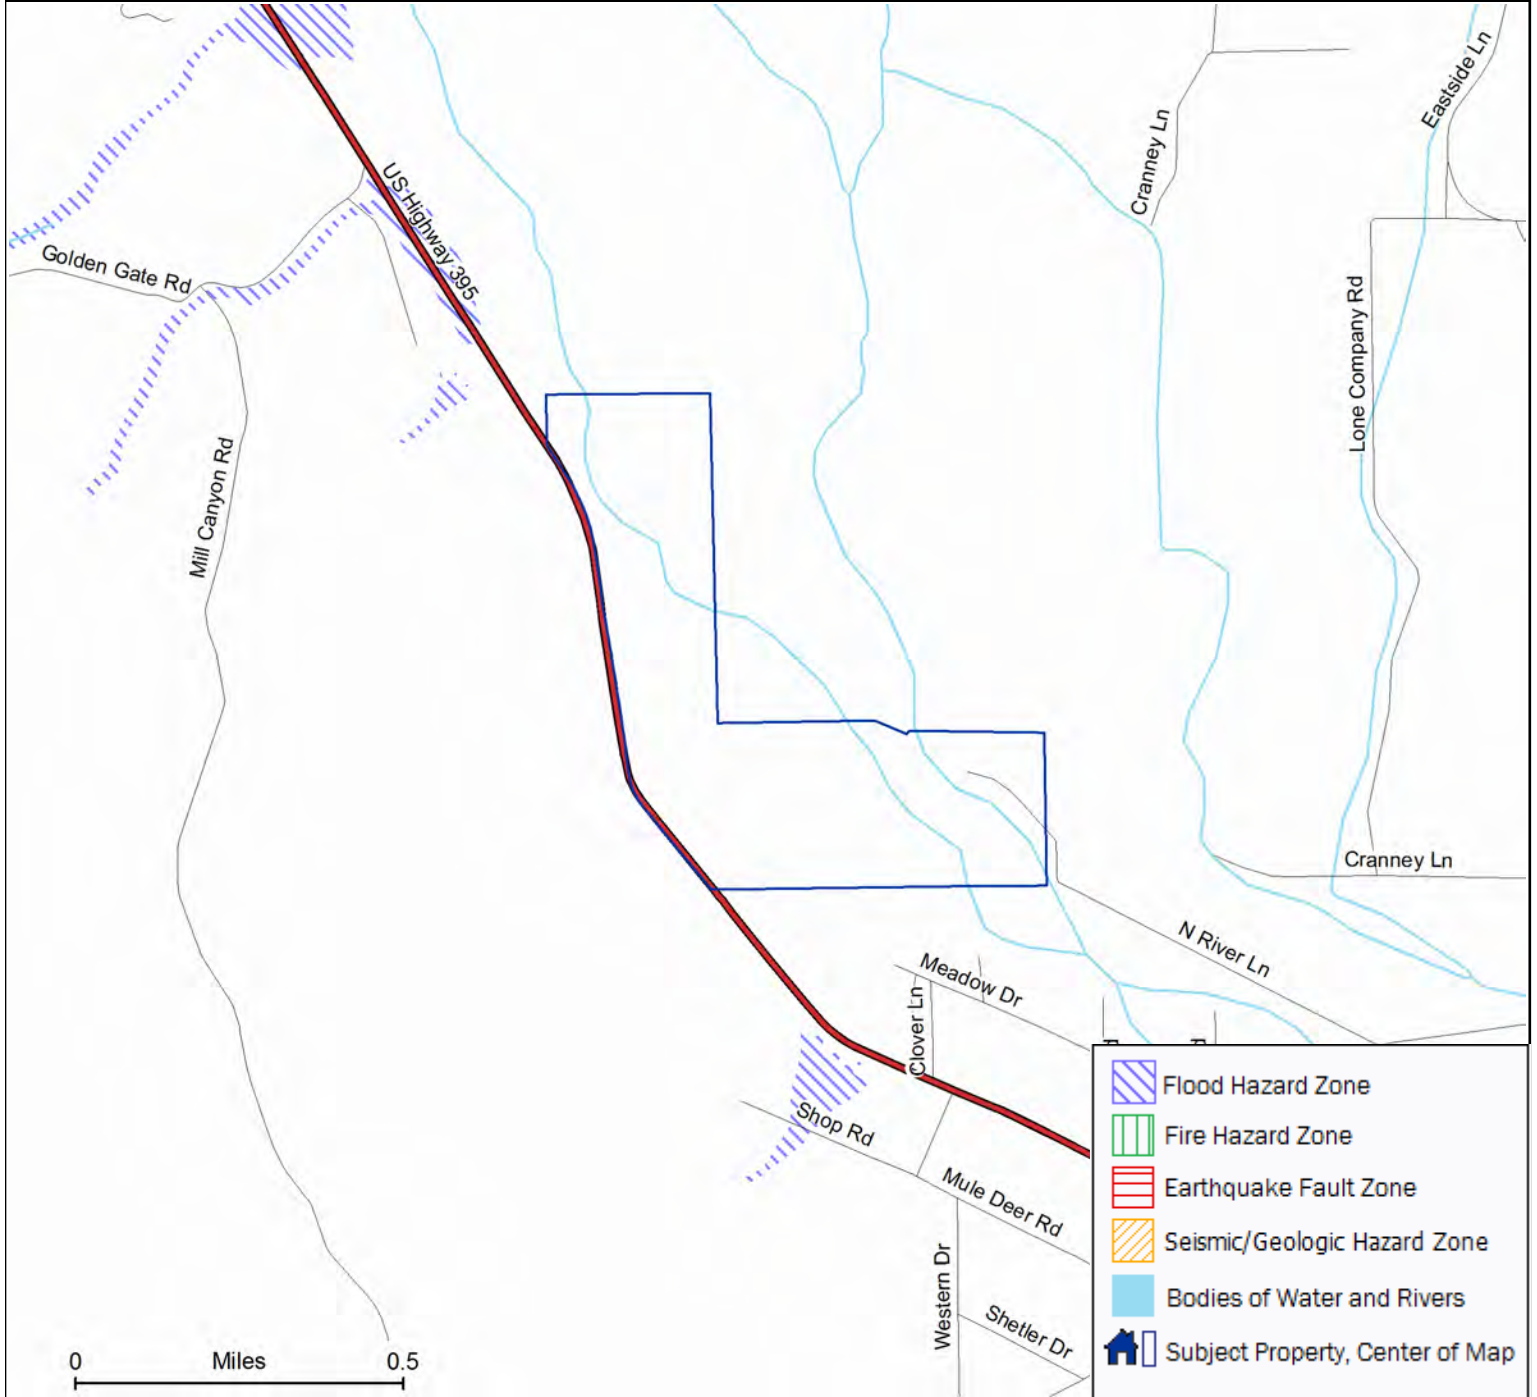 Eastside Ln
Cranney Ln
US Highway 395
Golden Gate Rd
Lone Company Rd
Mill Canyon Rd
Cranney Ln
N River Ln
Meadow Dr
Clover Ln
Shop Rd
Mule Deer Rd
Western Dr
Shetler Dr
0 Miles 0.5
Flood Hazard Zone
Fire Hazard Zone
Earthquake Fault Zone
Seismic/Geologic Hazard Zone
Bodies of Water and Rivers
Subject Property, Center of Map